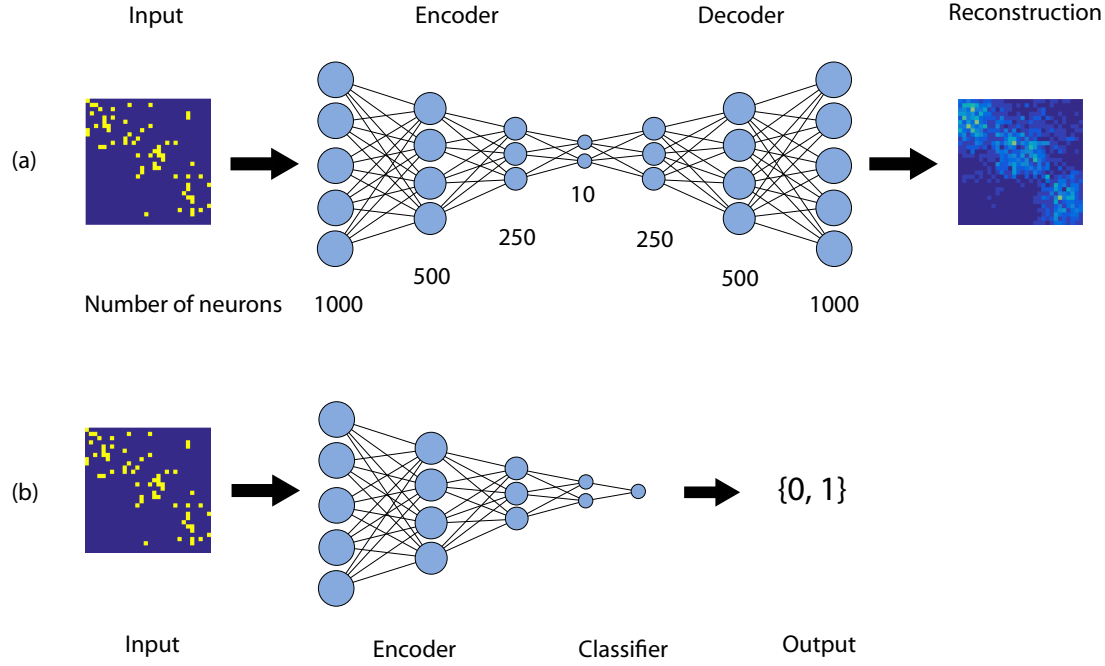 Input Encoder Decoder Reconstruction
(a)
10
250 250
500 500
Number of neurons 1000 1000
(b) {0, 1}
Input Encoder Classifier Output